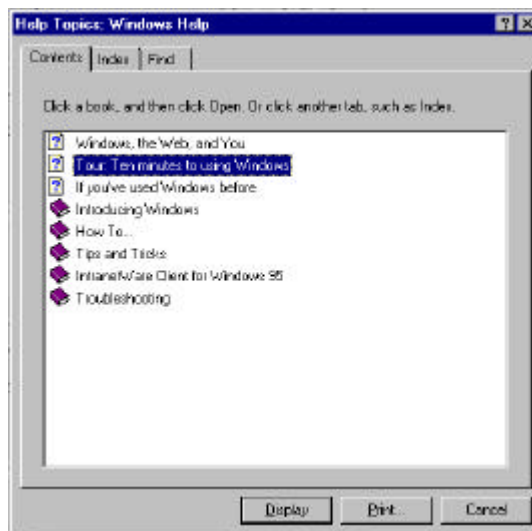 Help Topics: Windows Help
Contents Index Find
Click a book, and then click Open. Or click another tab, such as Index.
Windows, the Web, and You
Tour: Ten minutes to using Windows
If you've used Windows before
Introducing Windows
How To...
Tips and Tricks
IntranetWare Client for Windows 95
Troubleshooting
Display Print... Cancel